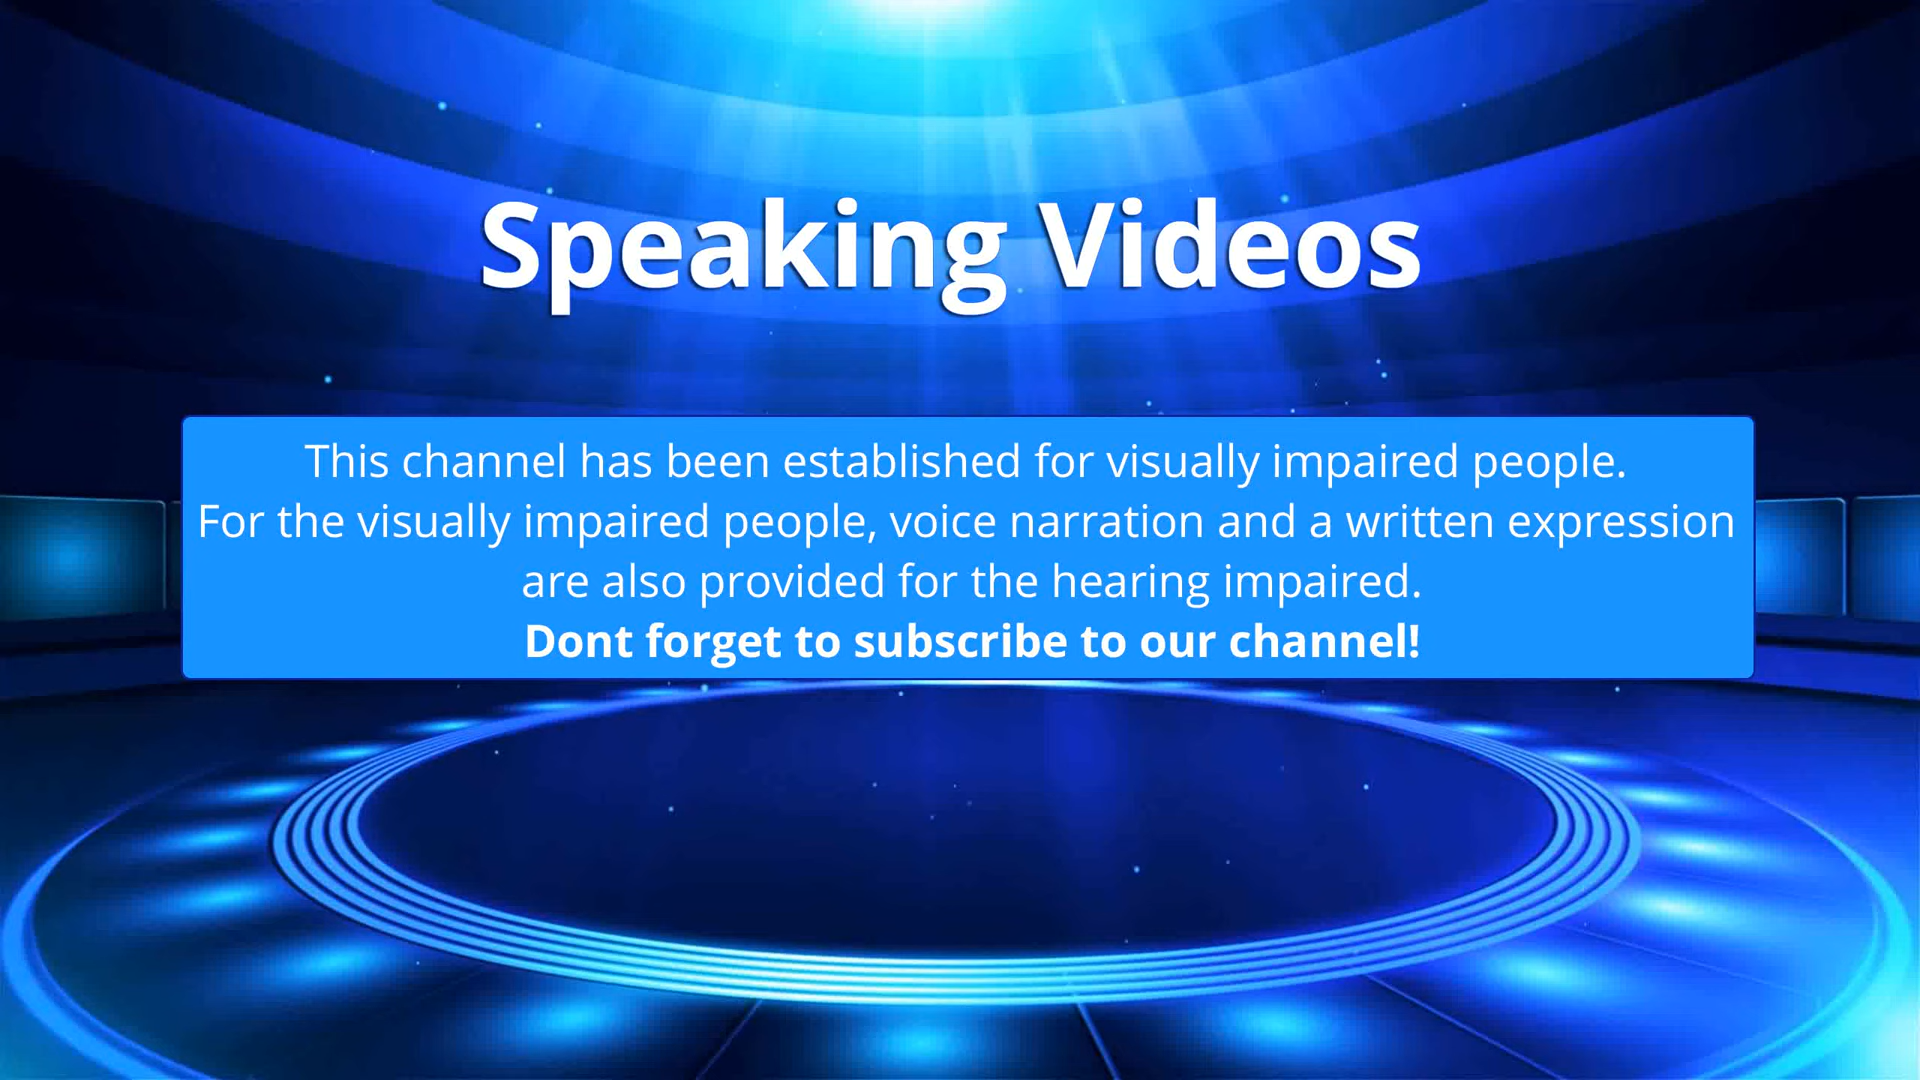 Speaking Videos
This channel has been established for visually impaired people.
For the visually impaired people, voice narration and a written expression
are also provided for the hearing impaired.
Dont forget to subscribe to our channel!